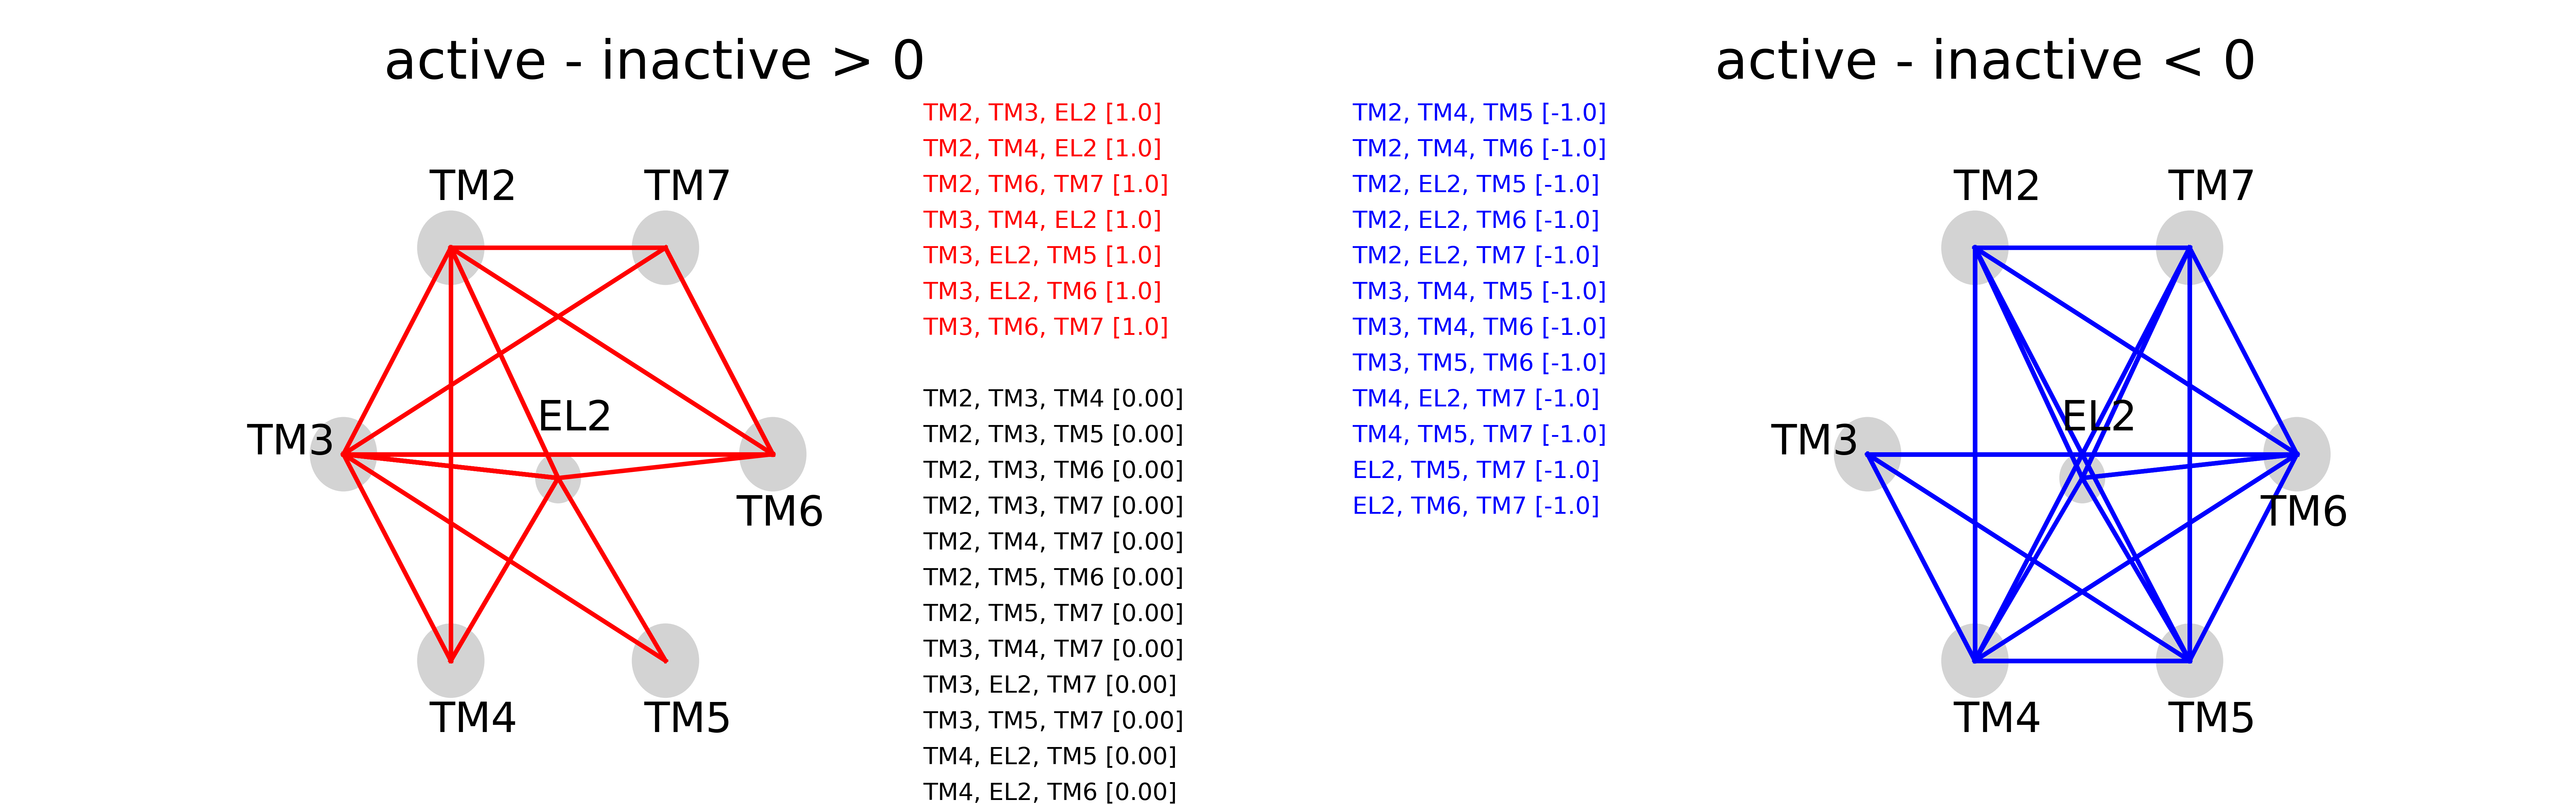 active - inactive > 0
TM2
TM7
TM3
EL2
TM6
TM4
TM5
TM2, TM3, EL2 [1.0]
TM2, TM4, EL2 [1.0]
TM2, TM6, TM7 [1.0]
TM3, TM4, EL2 [1.0]
TM3, EL2, TM5 [1.0]
TM3, EL2, TM6 [1.0]
TM3, TM6, TM7 [1.0]
TM2, TM3, TM4 [0.00]
TM2, TM3, TM5 [0.00]
TM2, TM3, TM6 [0.00]
TM2, TM3, TM7 [0.00]
TM2, TM4, TM7 [0.00]
TM2, TM5, TM6 [0.00]
TM2, TM5, TM7 [0.00]
TM3, TM4, TM7 [0.00]
TM3, EL2, TM7 [0.00]
TM3, TM5, TM7 [0.00]
TM4, EL2, TM5 [0.00]
TM4, EL2, TM6 [0.00]
TM2, TM4, TM5 [-1.0]
TM2, TM4, TM6 [-1.0]
TM2, EL2, TM5 [-1.0]
TM2, EL2, TM6 [-1.0]
TM2, EL2, TM7 [-1.0]
TM3, TM4, TM5 [-1.0]
TM3, TM4, TM6 [-1.0]
TM3, TM5, TM6 [-1.0]
TM4, EL2, TM7 [-1.0]
TM4, TM5, TM7 [-1.0]
EL2, TM5, TM7 [-1.0]
EL2, TM6, TM7 [-1.0]
active - inactive < 0
TM2
TM7
TM3
EL2
TM6
TM4
TM5